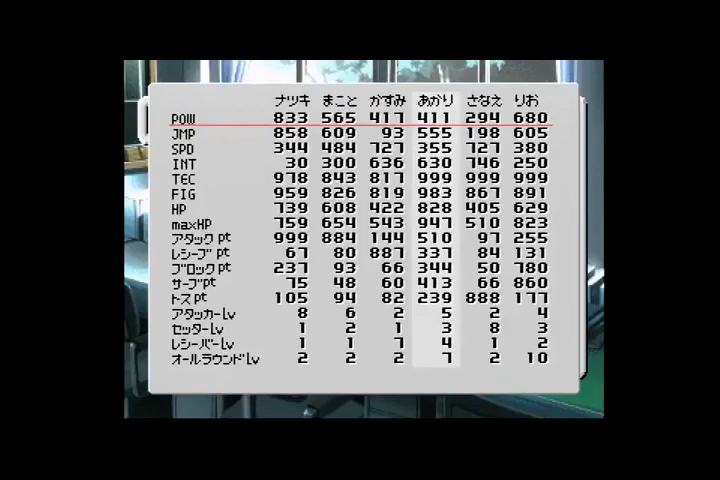 ナツキ まこと かすみ あかり さなえ りお
POW 833 565 417 411 294 680
JMP 858 609 93 555 198 605
SPD 344 484 727 355 727 380
INT 30 300 636 630 746 250
TEC 978 843 817 999 999 999
FIG 959 826 819 983 867 891
HP 739 608 422 828 405 629
maxHP 759 654 543 947 510 823
アタックpt 999 884 144 510 97 255
レシーブpt 67 80 887 337 84 131
ブロックpt 237 93 66 344 50 780
サーブpt 75 48 60 413 66 860
トスpt 105 94 82 239 888 177
アタッカーLv 8 6 2 5 2 4
セッターLv 1 2 1 3 8 3
レシーバーLv 1 1 7 4 1 2
オールラウンドLv 2 2 2 7 2 10